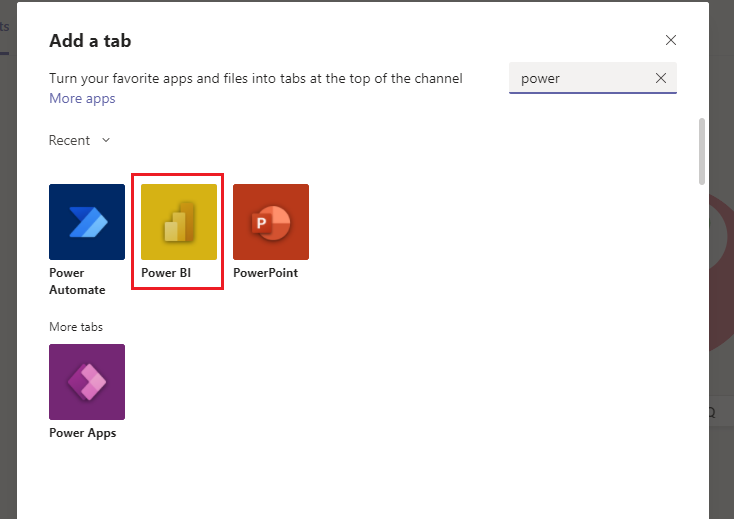 ts
Add a tab
Turn your favorite apps and files into tabs at the top of the channel
More apps
power
Recent
P
Power
Automate
Power BI
PowerPoint
More tabs
Power Apps
Q